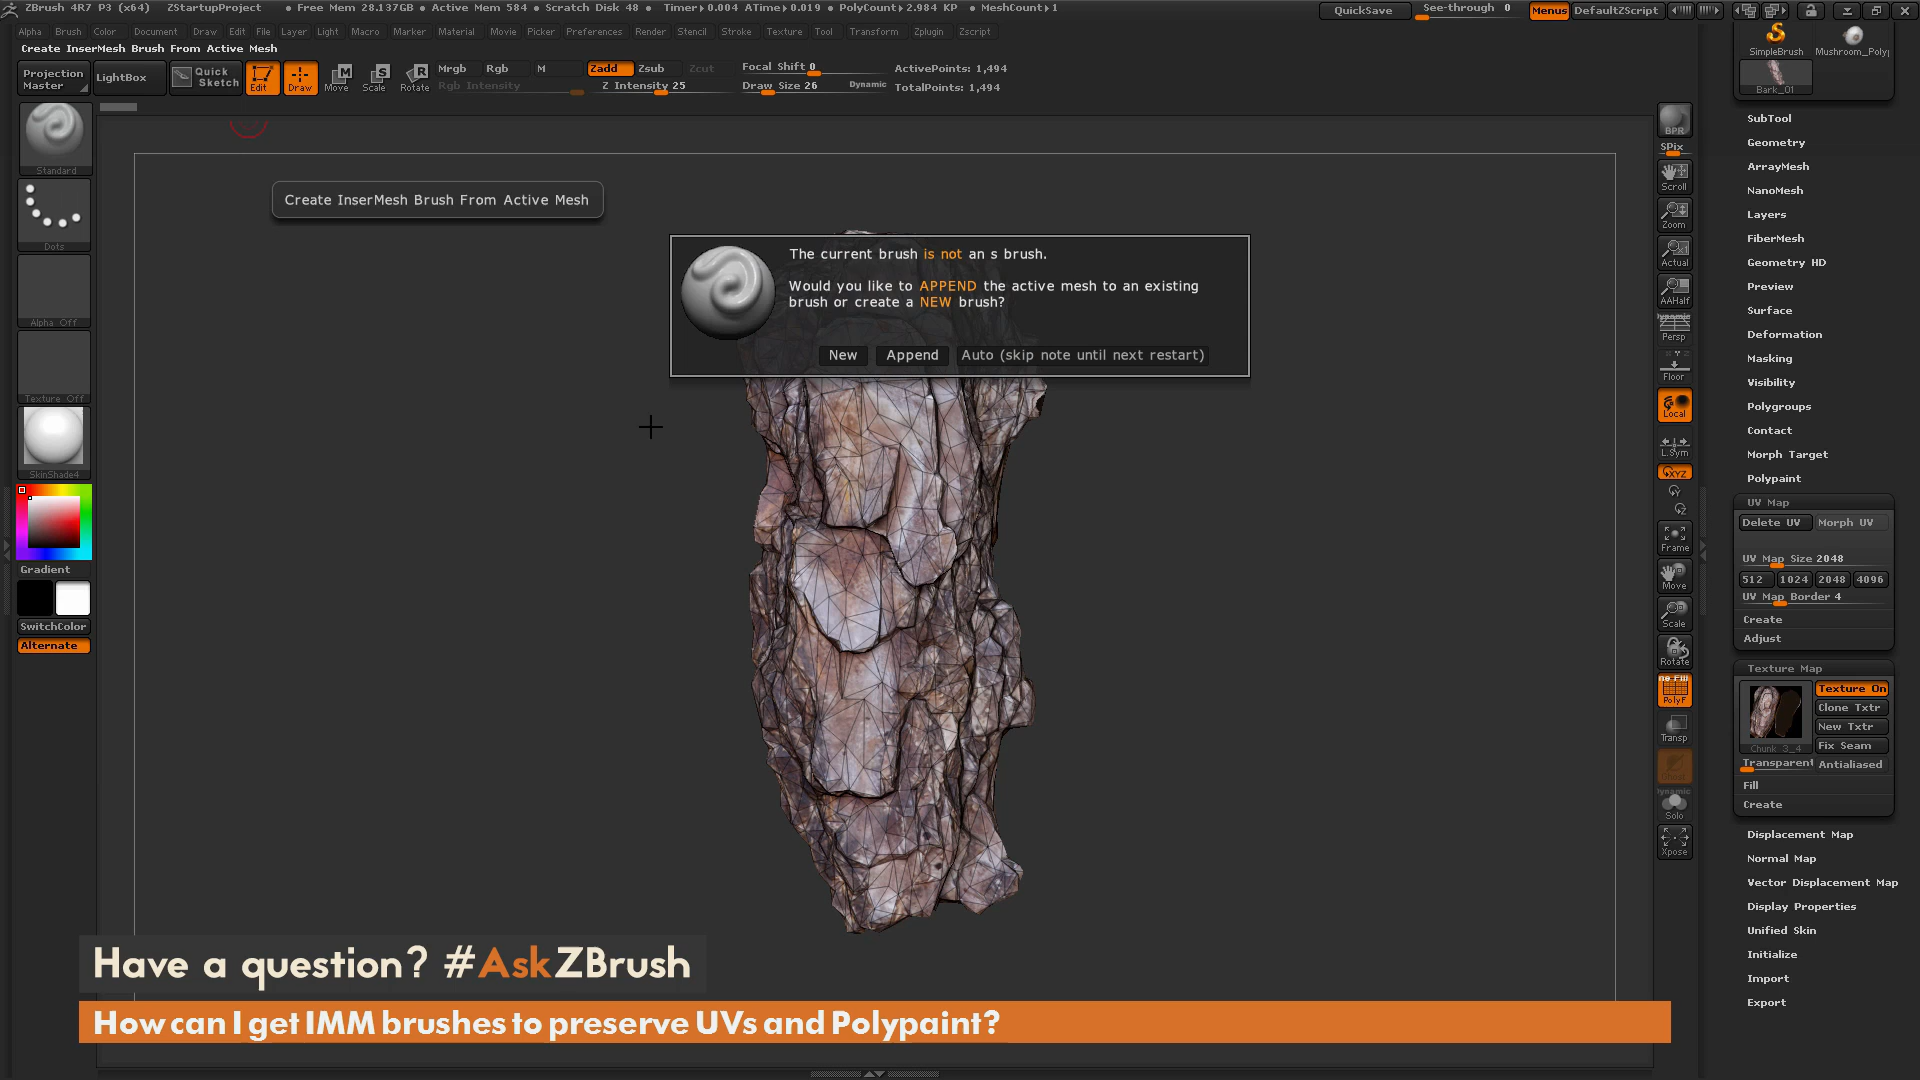 ZBrush 4R7 P3 (x64) ZStartupProject • Free Mem 28.137GB • Active Mem 584 • Scratch Disk 48 • Timer▸0.004 ATime▸0.019 • PolyCount▸2.984 KP • MeshCount▸1 QuickSave See-through 0 Menus DefaultZScript
Alpha Brush Color Document Draw Edit File Layer Light Macro Marker Material Movie Picker Preferences Render Stencil Stroke Texture Tool Transform Zplugin Zscript
Create InserMesh Brush From Active Mesh
Projection Master
LightBox
Quick Sketch
Edit
Draw
Move
Scale
Rotate
Mrgb Rgb M
Rgb Intensity
Zadd Zsub Zcut
Z Intensity 25
Focal Shift 0
Draw Size 26 Dynamic
ActivePoints: 1,494
TotalPoints: 1,494
Standard
Dots
Alpha Off
Texture Off
SkinShade4
Gradient
SwitchColor
Alternate
Create InserMesh Brush From Active Mesh
The current brush is not an s brush.
Would you like to APPEND the active mesh to an existing
brush or create a NEW brush?
New Append Auto (skip note until next restart)
BPR
SPix
Scroll
Zoom
Actual
AAHalf
Dynamic
Persp
Floor
Local
L.Sym
XYZ
Frame
Move
Scale
Rotate
PolyF
Transp
Ghost
Dynamic
Solo
Xpose
SimpleBrush
Bark_01
SubTool
Geometry
ArrayMesh
NanoMesh
Layers
FiberMesh
Geometry HD
Preview
Surface
Deformation
Masking
Visibility
Polygroups
Contact
Morph Target
Polypaint
UV Map
Delete UV Morph UV
UV Map Size 2048
512 1024 2048 4096
UV Map Border 4
Create
Adjust
Texture Map
Texture On
Clone Txtr
New Txtr
Fix Seam
Chunk 3_4
Transparent Antialiased
Fill
Create
Displacement Map
Normal Map
Vector Displacement Map
Display Properties
Unified Skin
Initialize
Import
Export
Have a question? #AskZBrush
How can I get IMM brushes to preserve UVs and Polypaint?